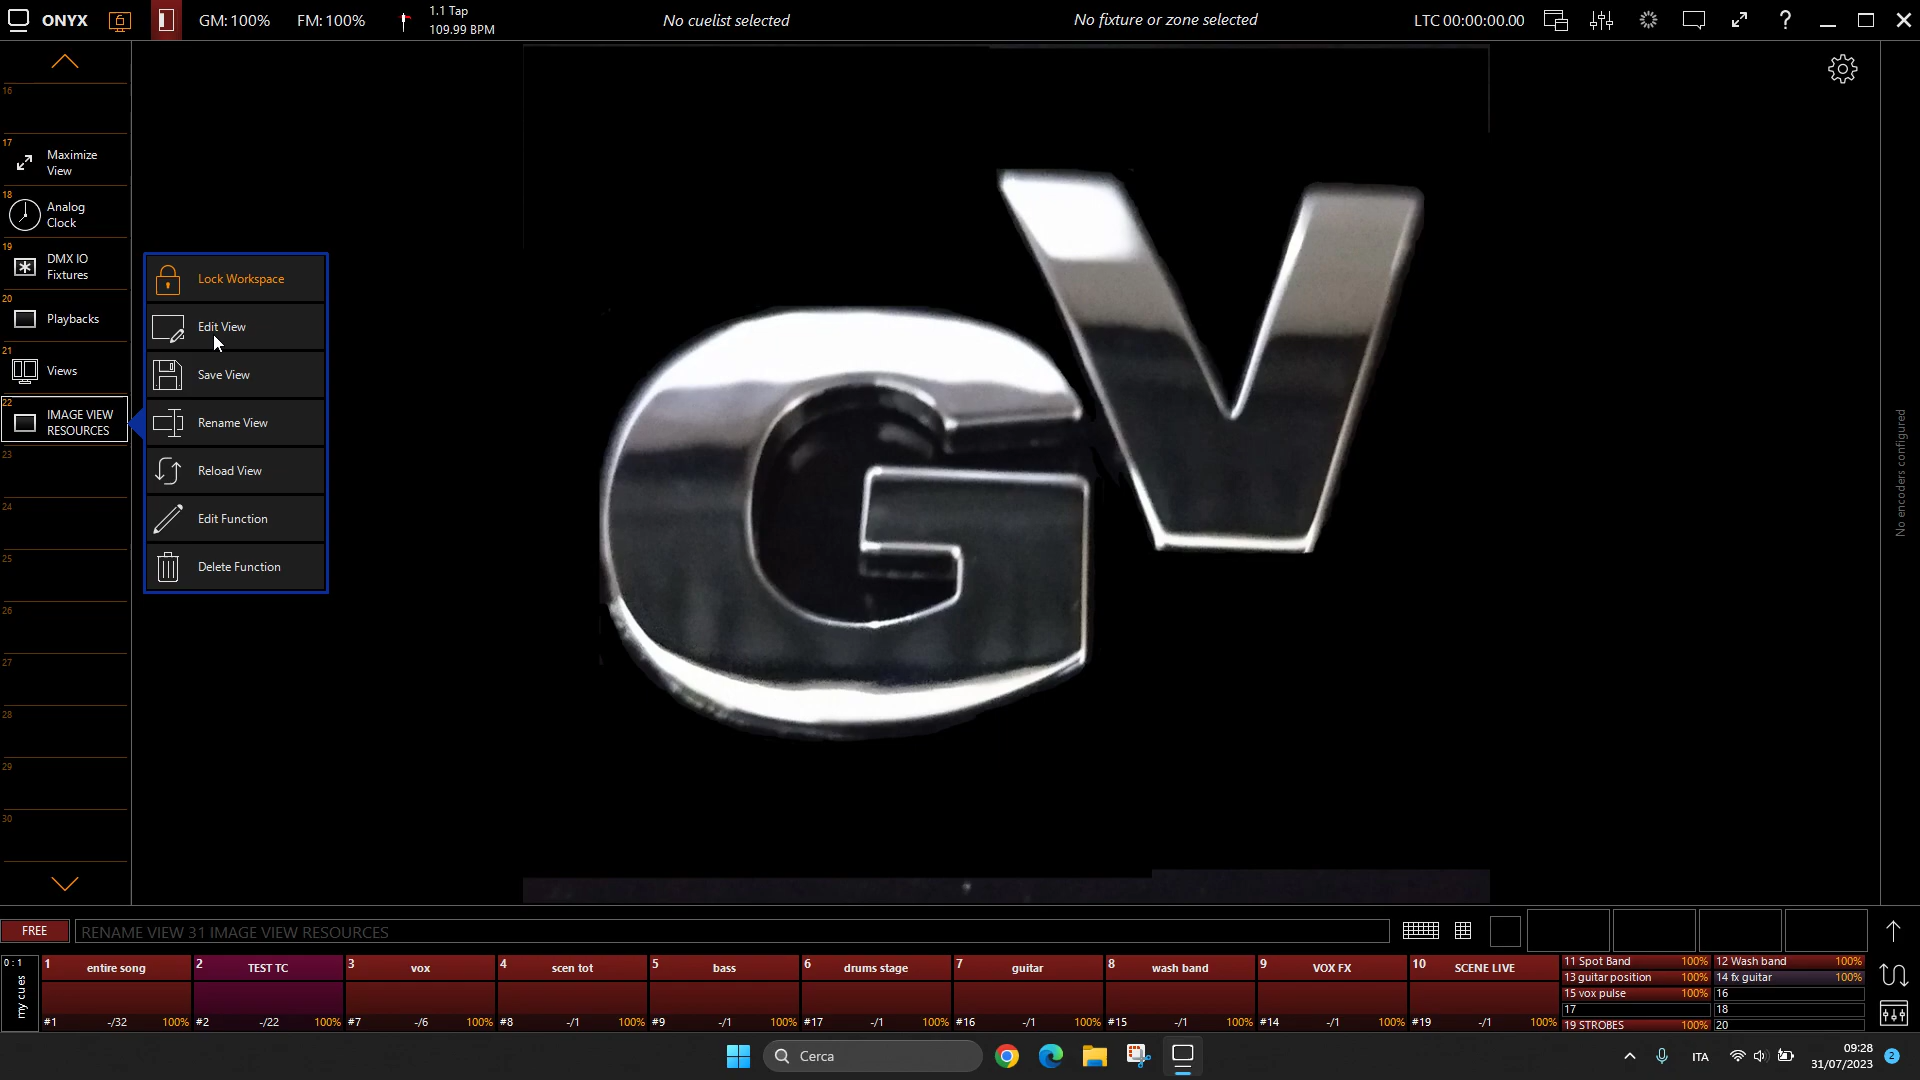 ONYX
GM: 100%
FM: 100%
1.1 Tap
109.99 BPM
No cuelist selected
No fixture or zone selected
LTC 00:00:00.00
?
16
17
Maximize
View
18
Analog
Clock
19
DMX IO
Fixtures
20
Playbacks
21
Views
22
IMAGE VIEW
RESOURCES
23
24
25
26
27
28
29
30
Lock Workspace
Edit View
Save View
Rename View
Reload View
Edit Function
Delete Function
V
G
No encoders configured
FREE
RENAME VIEW 31 IMAGE VIEW RESOURCES
0 : 1
my cues
1 entire song
#1 -/32 100%
2 TEST TC
#2 -/22 100%
3 vox
#7 -/6 100%
4 scen tot
#8 -/1 100%
5 bass
#9 -/1 100%
6 drums stage
#17 -/1 100%
7 guitar
#16 -/1 100%
8 wash band
#15 -/1 100%
9 VOX FX
#14 -/1 100%
10 SCENE LIVE
#19 -/1 100%
11 Spot Band 100%
12 Wash band 100%
13 guitar position 100%
14 fx guitar 100%
15 vox pulse 100%
16
17
18
19 STROBES 100%
20
Cerca
ITA
09:28
31/07/2023
2